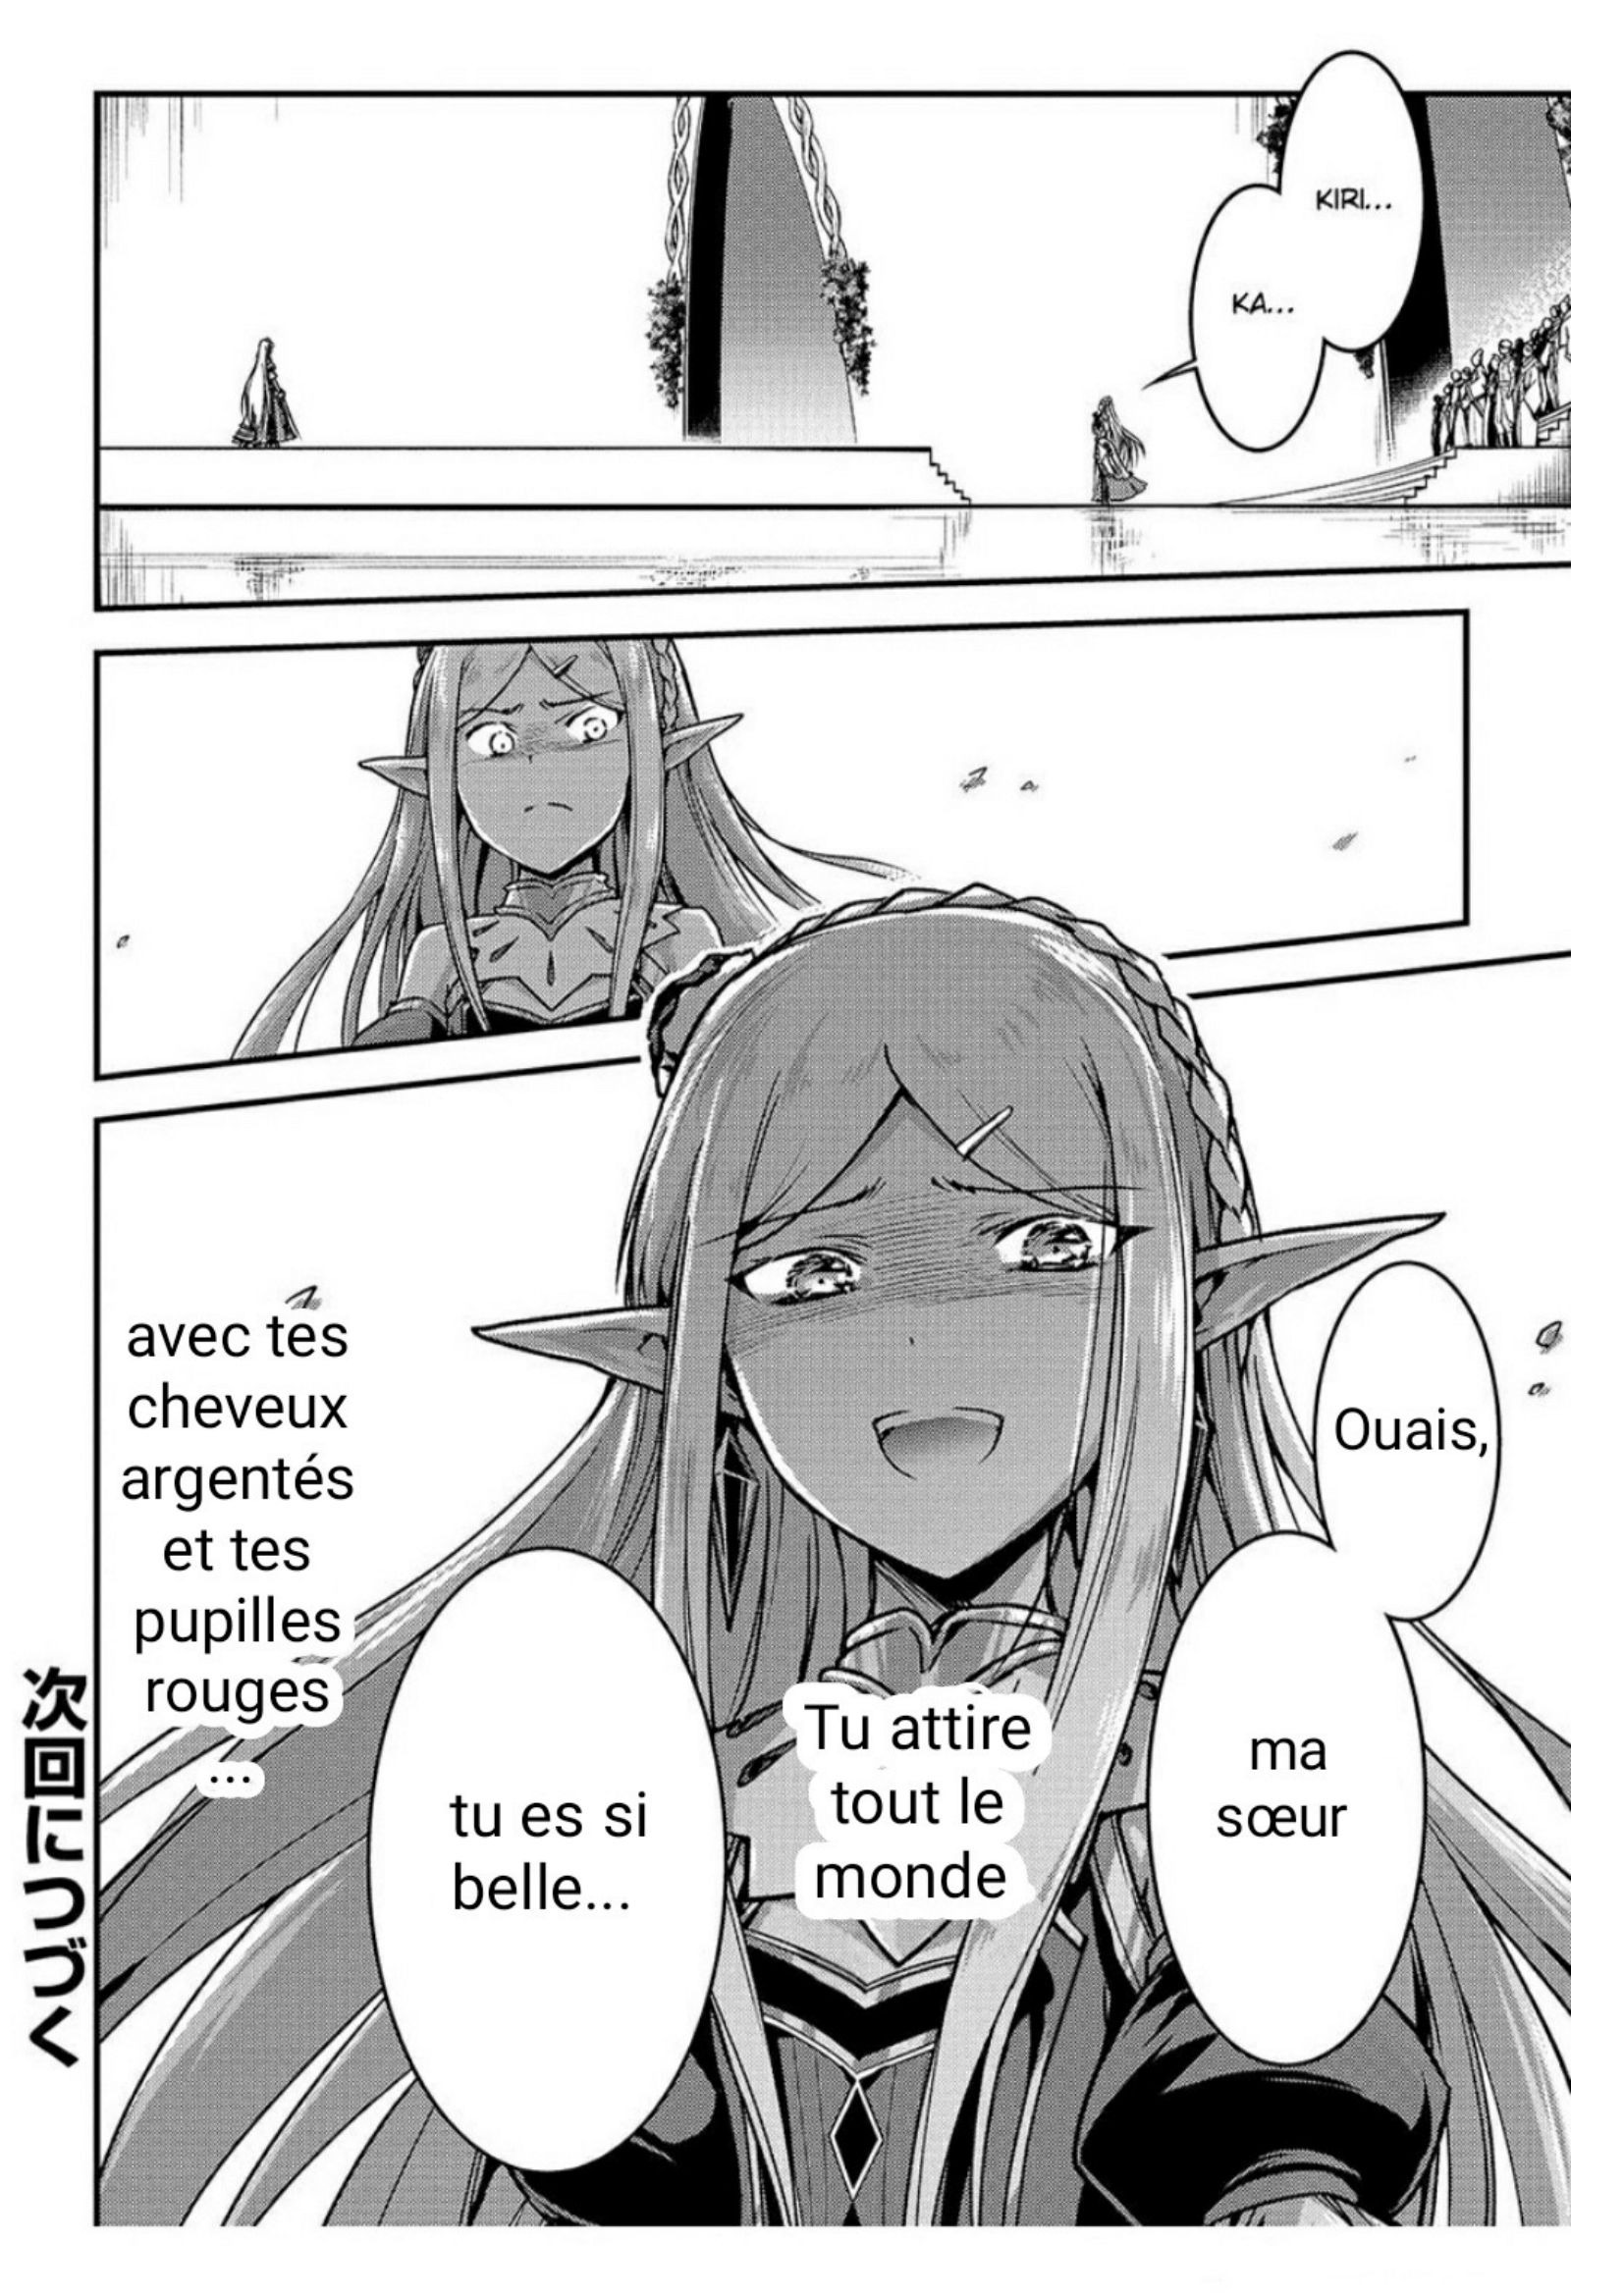 KIRI...
KA...
Ouais,
ma
sœur
Tu attire
tout le
monde
tu es si
belle...
avec tes
cheveux
argentés
et tes
pupilles
rouges
...
次回につづく